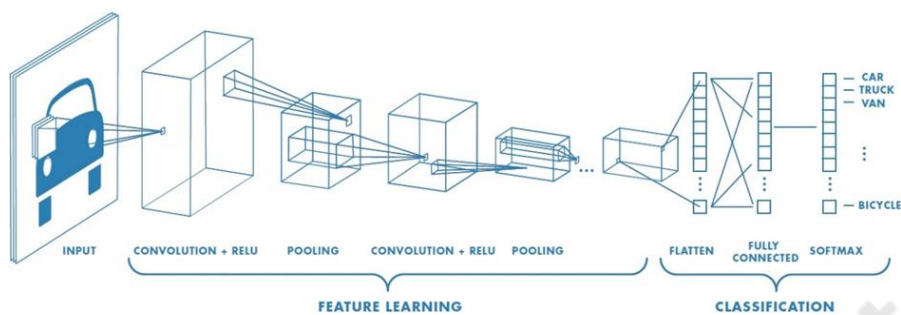 CAR
TRUCK
VAN
BICYCLE
INPUT
CONVOLUTION + RELU
POOLING
CONVOLUTION + RELU
POOLING
FLATTEN
FULLY
CONNECTED
SOFTMAX
FEATURE LEARNING
CLASSIFICATION